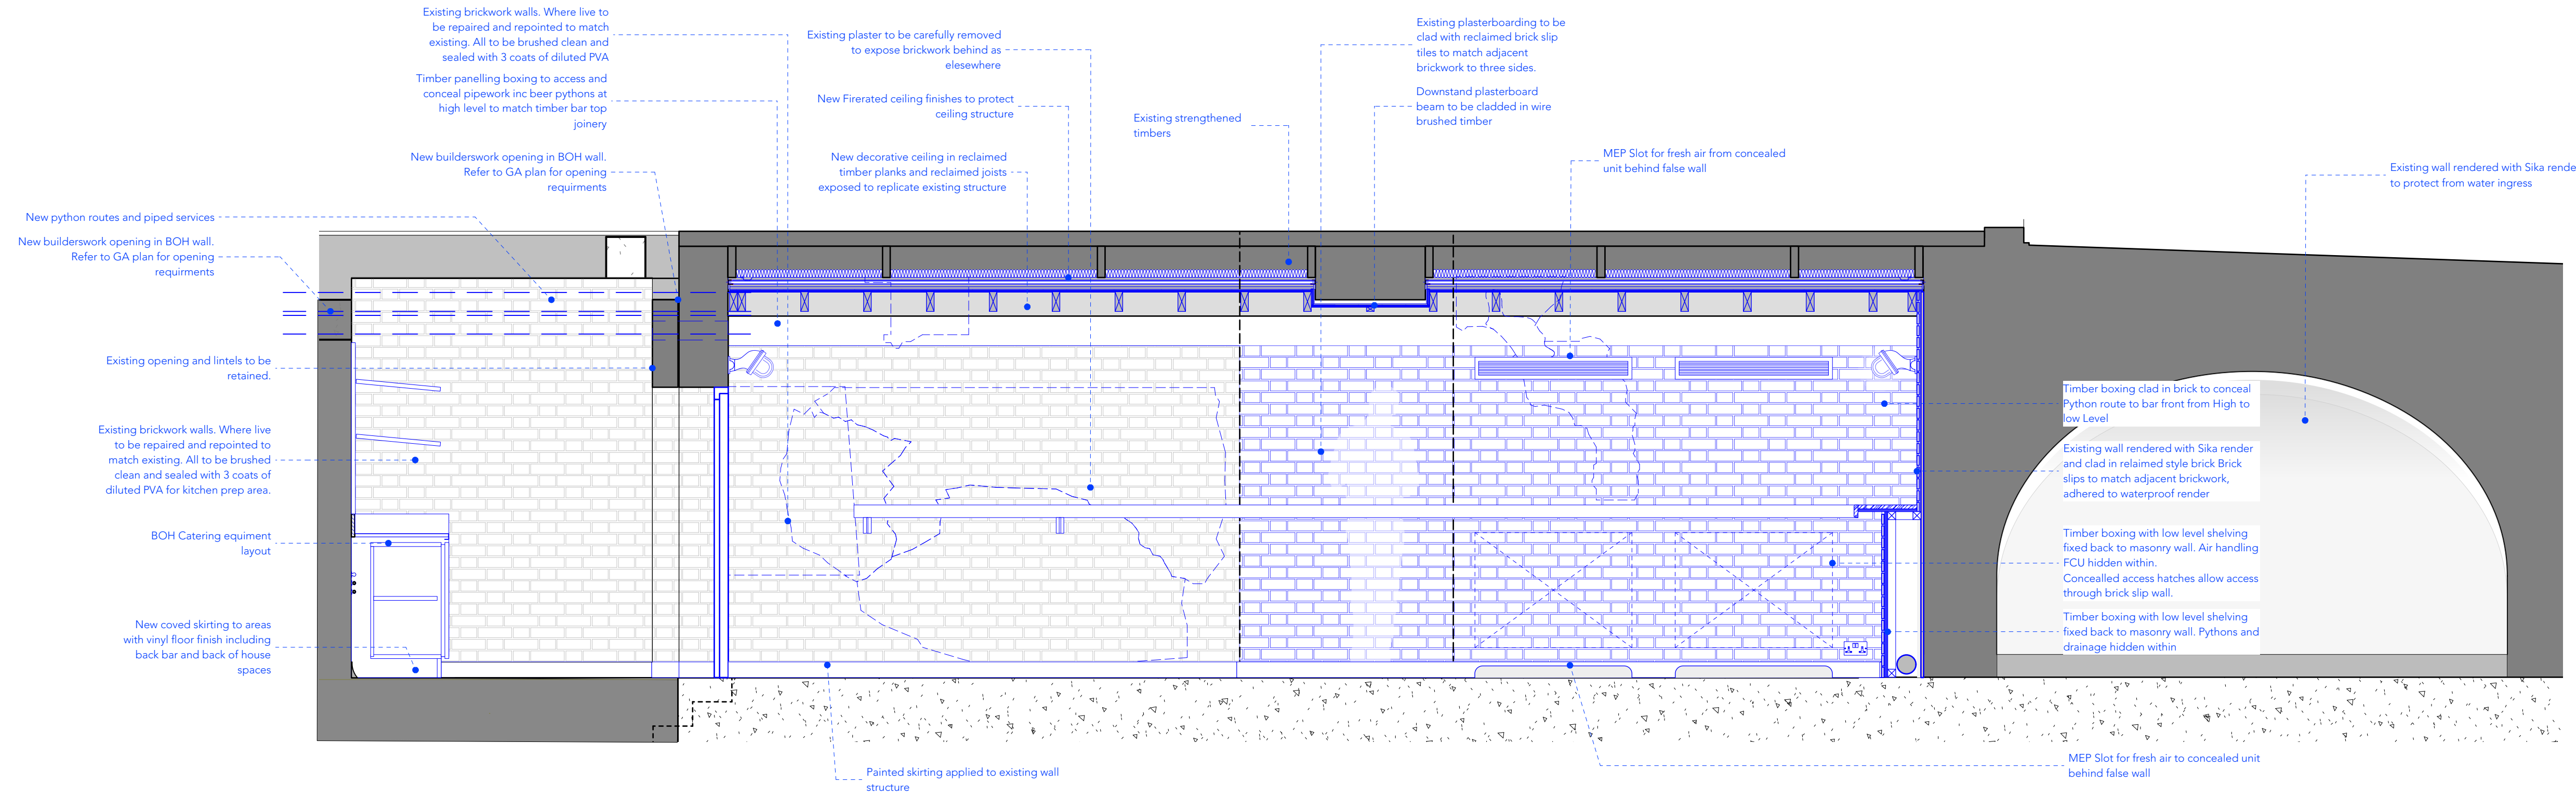 Existing brickwork walls. Where live to
be repaired and repointed to match
existing. All to be brushed clean and
sealed with 3 coats of diluted PVA
Timber panelling boxing to access and
conceal pipework inc beer pythons at
high level to match timber bar top
joinery
New builderswork opening in BOH wall.
Refer to GA plan for opening
requirments
New python routes and piped services
New builderswork opening in BOH wall.
Refer to GA plan for opening
requirments
Existing opening and lintels to be
retained.
Existing brickwork walls. Where live
to be repaired and repointed to
match existing. All to be brushed
clean and sealed with 3 coats of
diluted PVA for kitchen prep area.
BOH Catering equiment
layout
New coved skirting to areas
with vinyl floor finish including
back bar and back of house
spaces
Existing plaster to be carefully removed
to expose brickwork behind as
elesewhere
New Firerated ceiling finishes to protect
ceiling structure
New decorative ceiling in reclaimed
timber planks and reclaimed joists
exposed to replicate existing structure
Existing strengthened
timbers
Existing plasterboarding to be
clad with reclaimed brick slip
tiles to match adjacent
brickwork to three sides.
Downstand plasterboard
beam to be cladded in wire
brushed timber
MEP Slot for fresh air from concealed
unit behind false wall
Existing wall rendered with Sika rende
to protect from water ingress
Timber boxing clad in brick to conceal
Python route to bar front from High to
low Level
Existing wall rendered with Sika render
and clad in relaimed style brick Brick
slips to match adjacent brickwork,
adhered to waterproof render
Timber boxing with low level shelving
fixed back to masonry wall. Air handling
FCU hidden within.
Concealled access hatches allow access
through brick slip wall.
Timber boxing with low level shelving
fixed back to masonry wall. Pythons and
drainage hidden within
MEP Slot for fresh air to concealed unit
behind false wall
Painted skirting applied to existing wall
structure